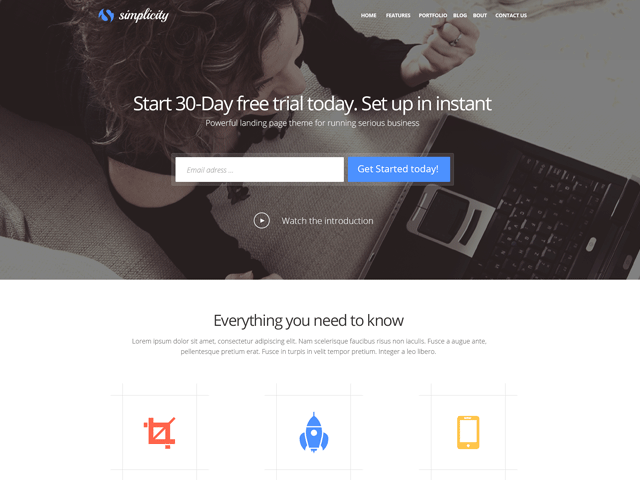 simplicity
HOME FEATURES PORTFOLIO BLOG BOUT CONTACT US
Start 30-Day free trial today. Set up in instant
Powerful landing page theme for running serious business
Email adress ...
Get Started today!
Watch the introduction
Everything you need to know
Lorem ipsum dolor sit amet, consectetur adipiscing elit. Nam scelerisque faucibus risus non iaculis. Fusce a augue ante,
pellentesque pretium erat. Fusce in turpis in velit tempor pretium. Integer a leo libero.